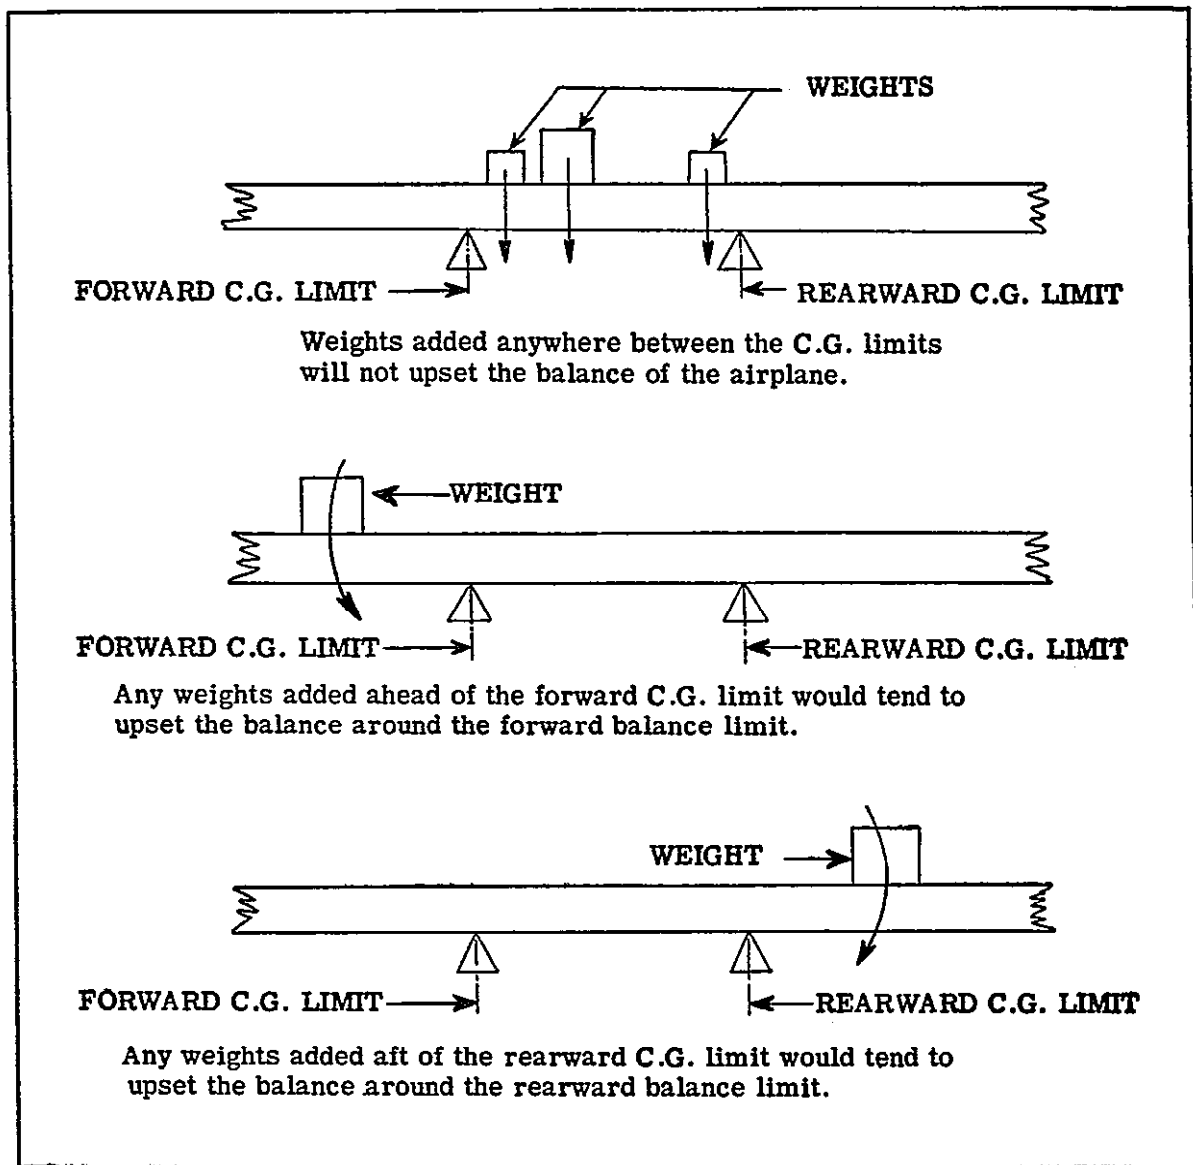 WEIGHTS
FORWARD C.G. LIMIT
REARWARD C.G. LIMIT
Weights added anywhere between the C.G. limits
will not upset the balance of the airplane.
WEIGHT
FORWARD C.G. LIMIT
REARWARD C.G. LIMIT
Any weights added ahead of the forward C.G. limit would tend to
upset the balance around the forward balance limit.
WEIGHT
FORWARD C.G. LIMIT
REARWARD C.G. LIMIT
Any weights added aft of the rearward C.G. limit would tend to
upset the balance around the rearward balance limit.